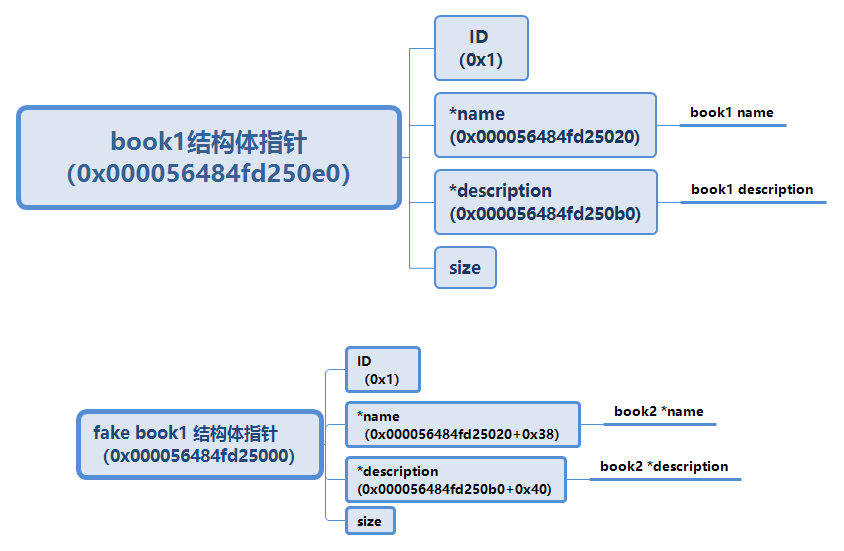 book1结构体指针
（0x000056484fd250e0）
ID
（0x1）
*name
(0x000056484fd25020)
book1 name
*description
(0x000056484fd250b0)
book1 description
size
fake book1 结构体指针
（0x000056484fd25000）
ID
（0x1）
*name
（0x000056484fd25020+0x38)
book2 *name
*description
(0x000056484fd250b0+0x40)
book2 *description
size